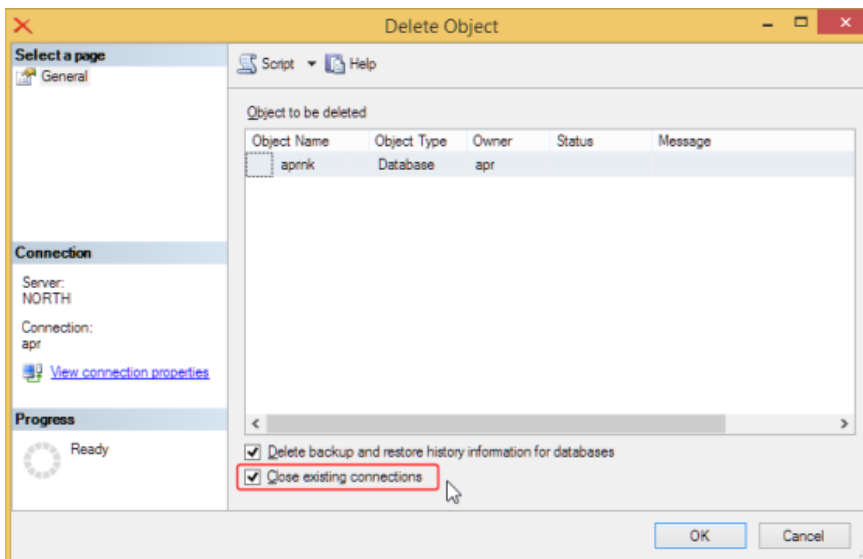 Delete Object
Select a page
General
Script Help
Object to be deleted
Object Name Object Type Owner Status Message
aprnk Database apr
Connection
Server:
NORTH
Connection:
apr
View connection properties
Progress
Ready
Delete backup and restore history information for databases
Close existing connections
OK Cancel